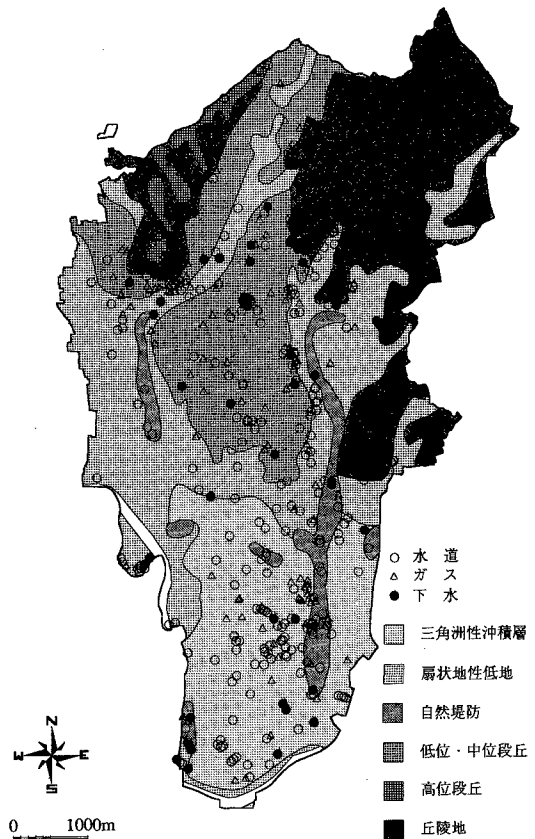 水道
ガス
下水
三角洲性沖積層
扇状地性低地
自然堤防
低位・中位段丘
高位段丘
丘陵地
N
W E
S
0 1000m